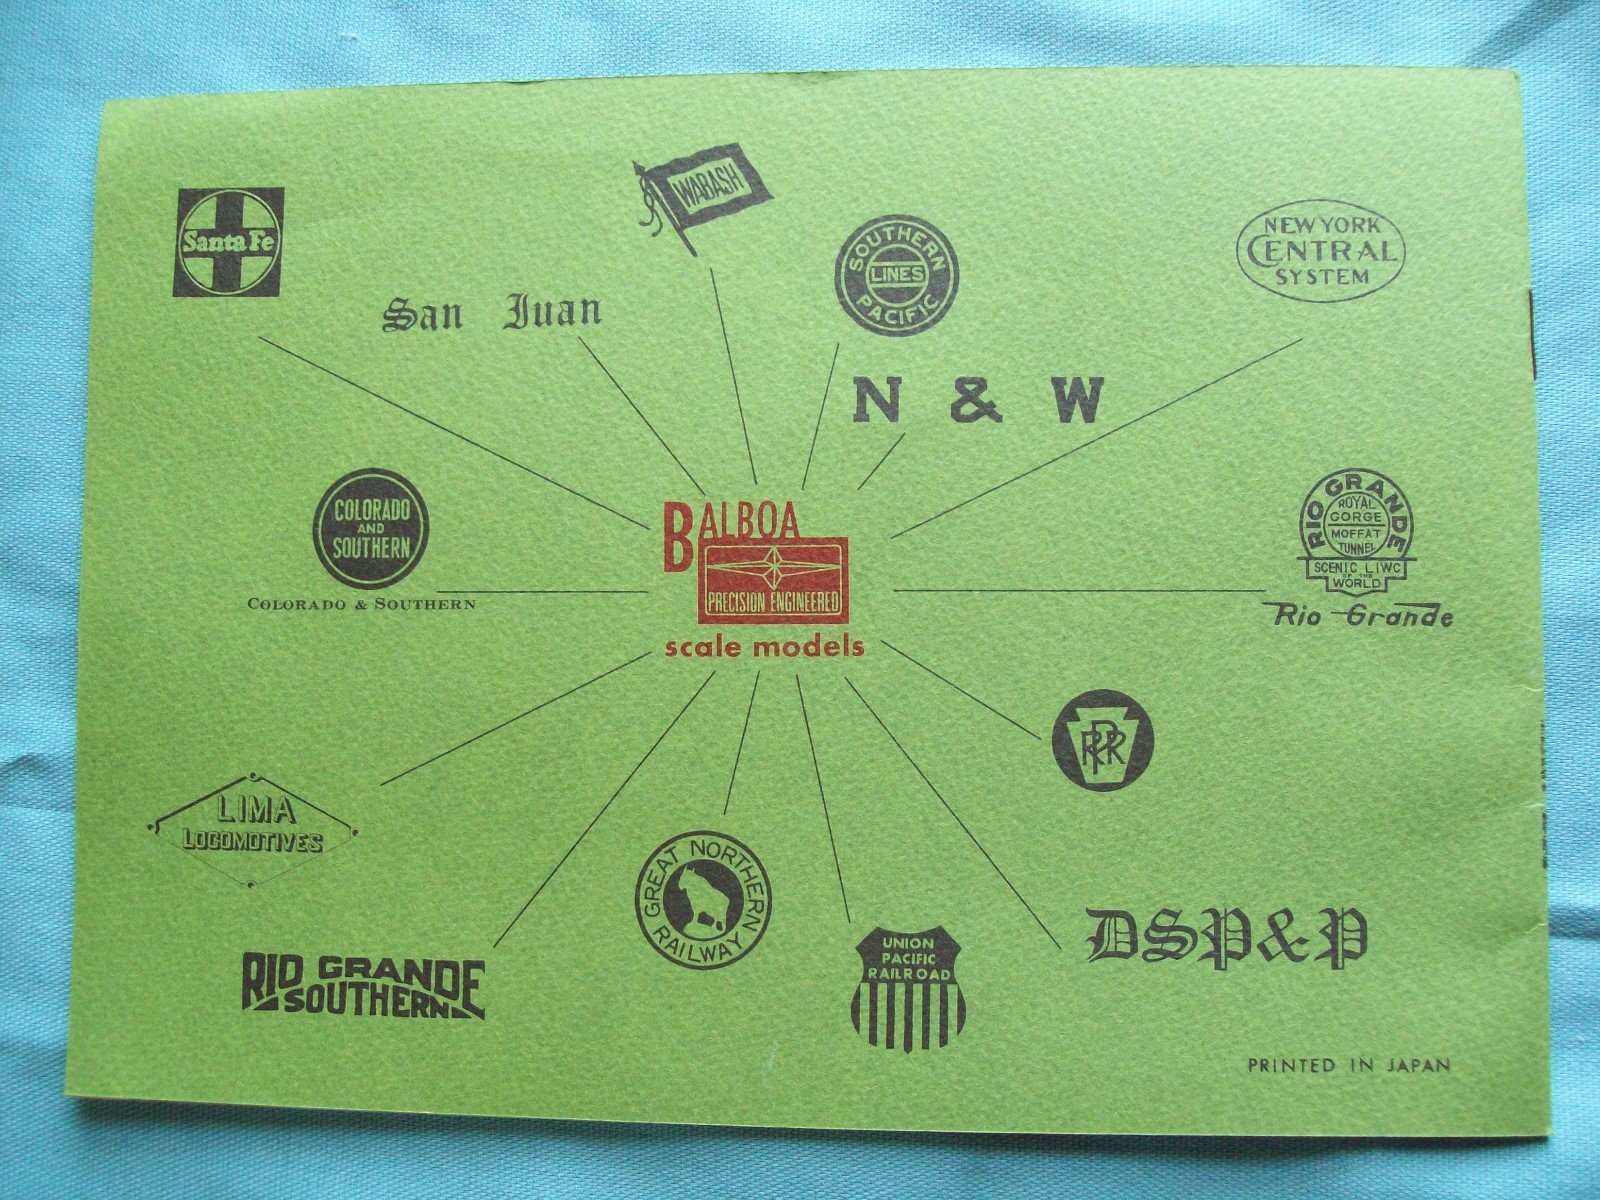 Santa Fe
WABASH
San Juan
SOUTHERN
LINES
PACIFIC
NEW YORK
CENTRAL
SYSTEM
N & W
COLORADO
AND
SOUTHERN
COLORADO & SOUTHERN
BALBOA
PRECISION ENGINEERED
scale models
RIO GRANDE
ROYAL
GORGE
MOFFAT
TUNNEL
SCENIC LIWC
OF THE
WORLD
Rio Grande
PRR
LIMA
LOCOMOTIVES
GREAT NORTHERN
RAILWAY
UNION
PACIFIC
RAILROAD
DSP&P
RIO GRANDE
SOUTHERN
PRINTED IN JAPAN